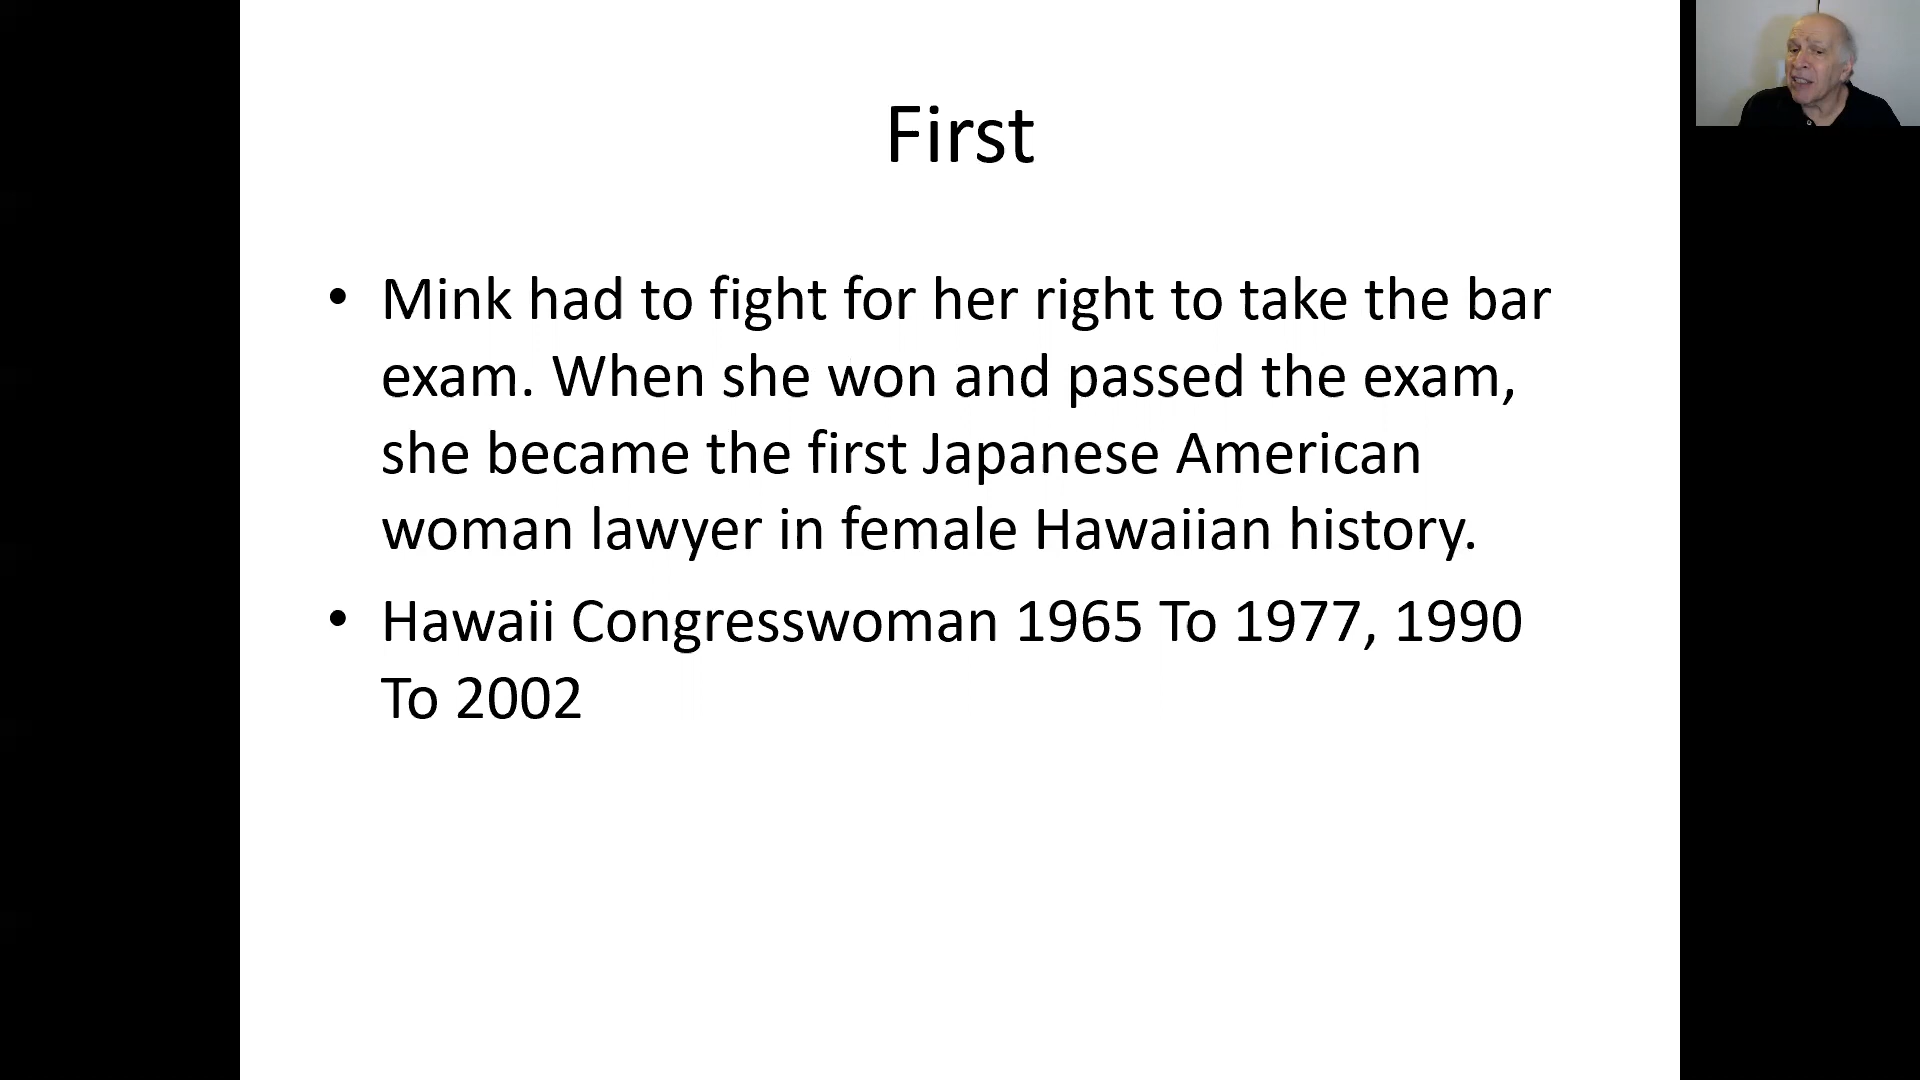 First
• Mink had to fight for her right to take the bar
exam. When she won and passed the exam,
she became the first Japanese American
woman lawyer in female Hawaiian history.
• Hawaii Congresswoman 1965 To 1977, 1990
To 2002